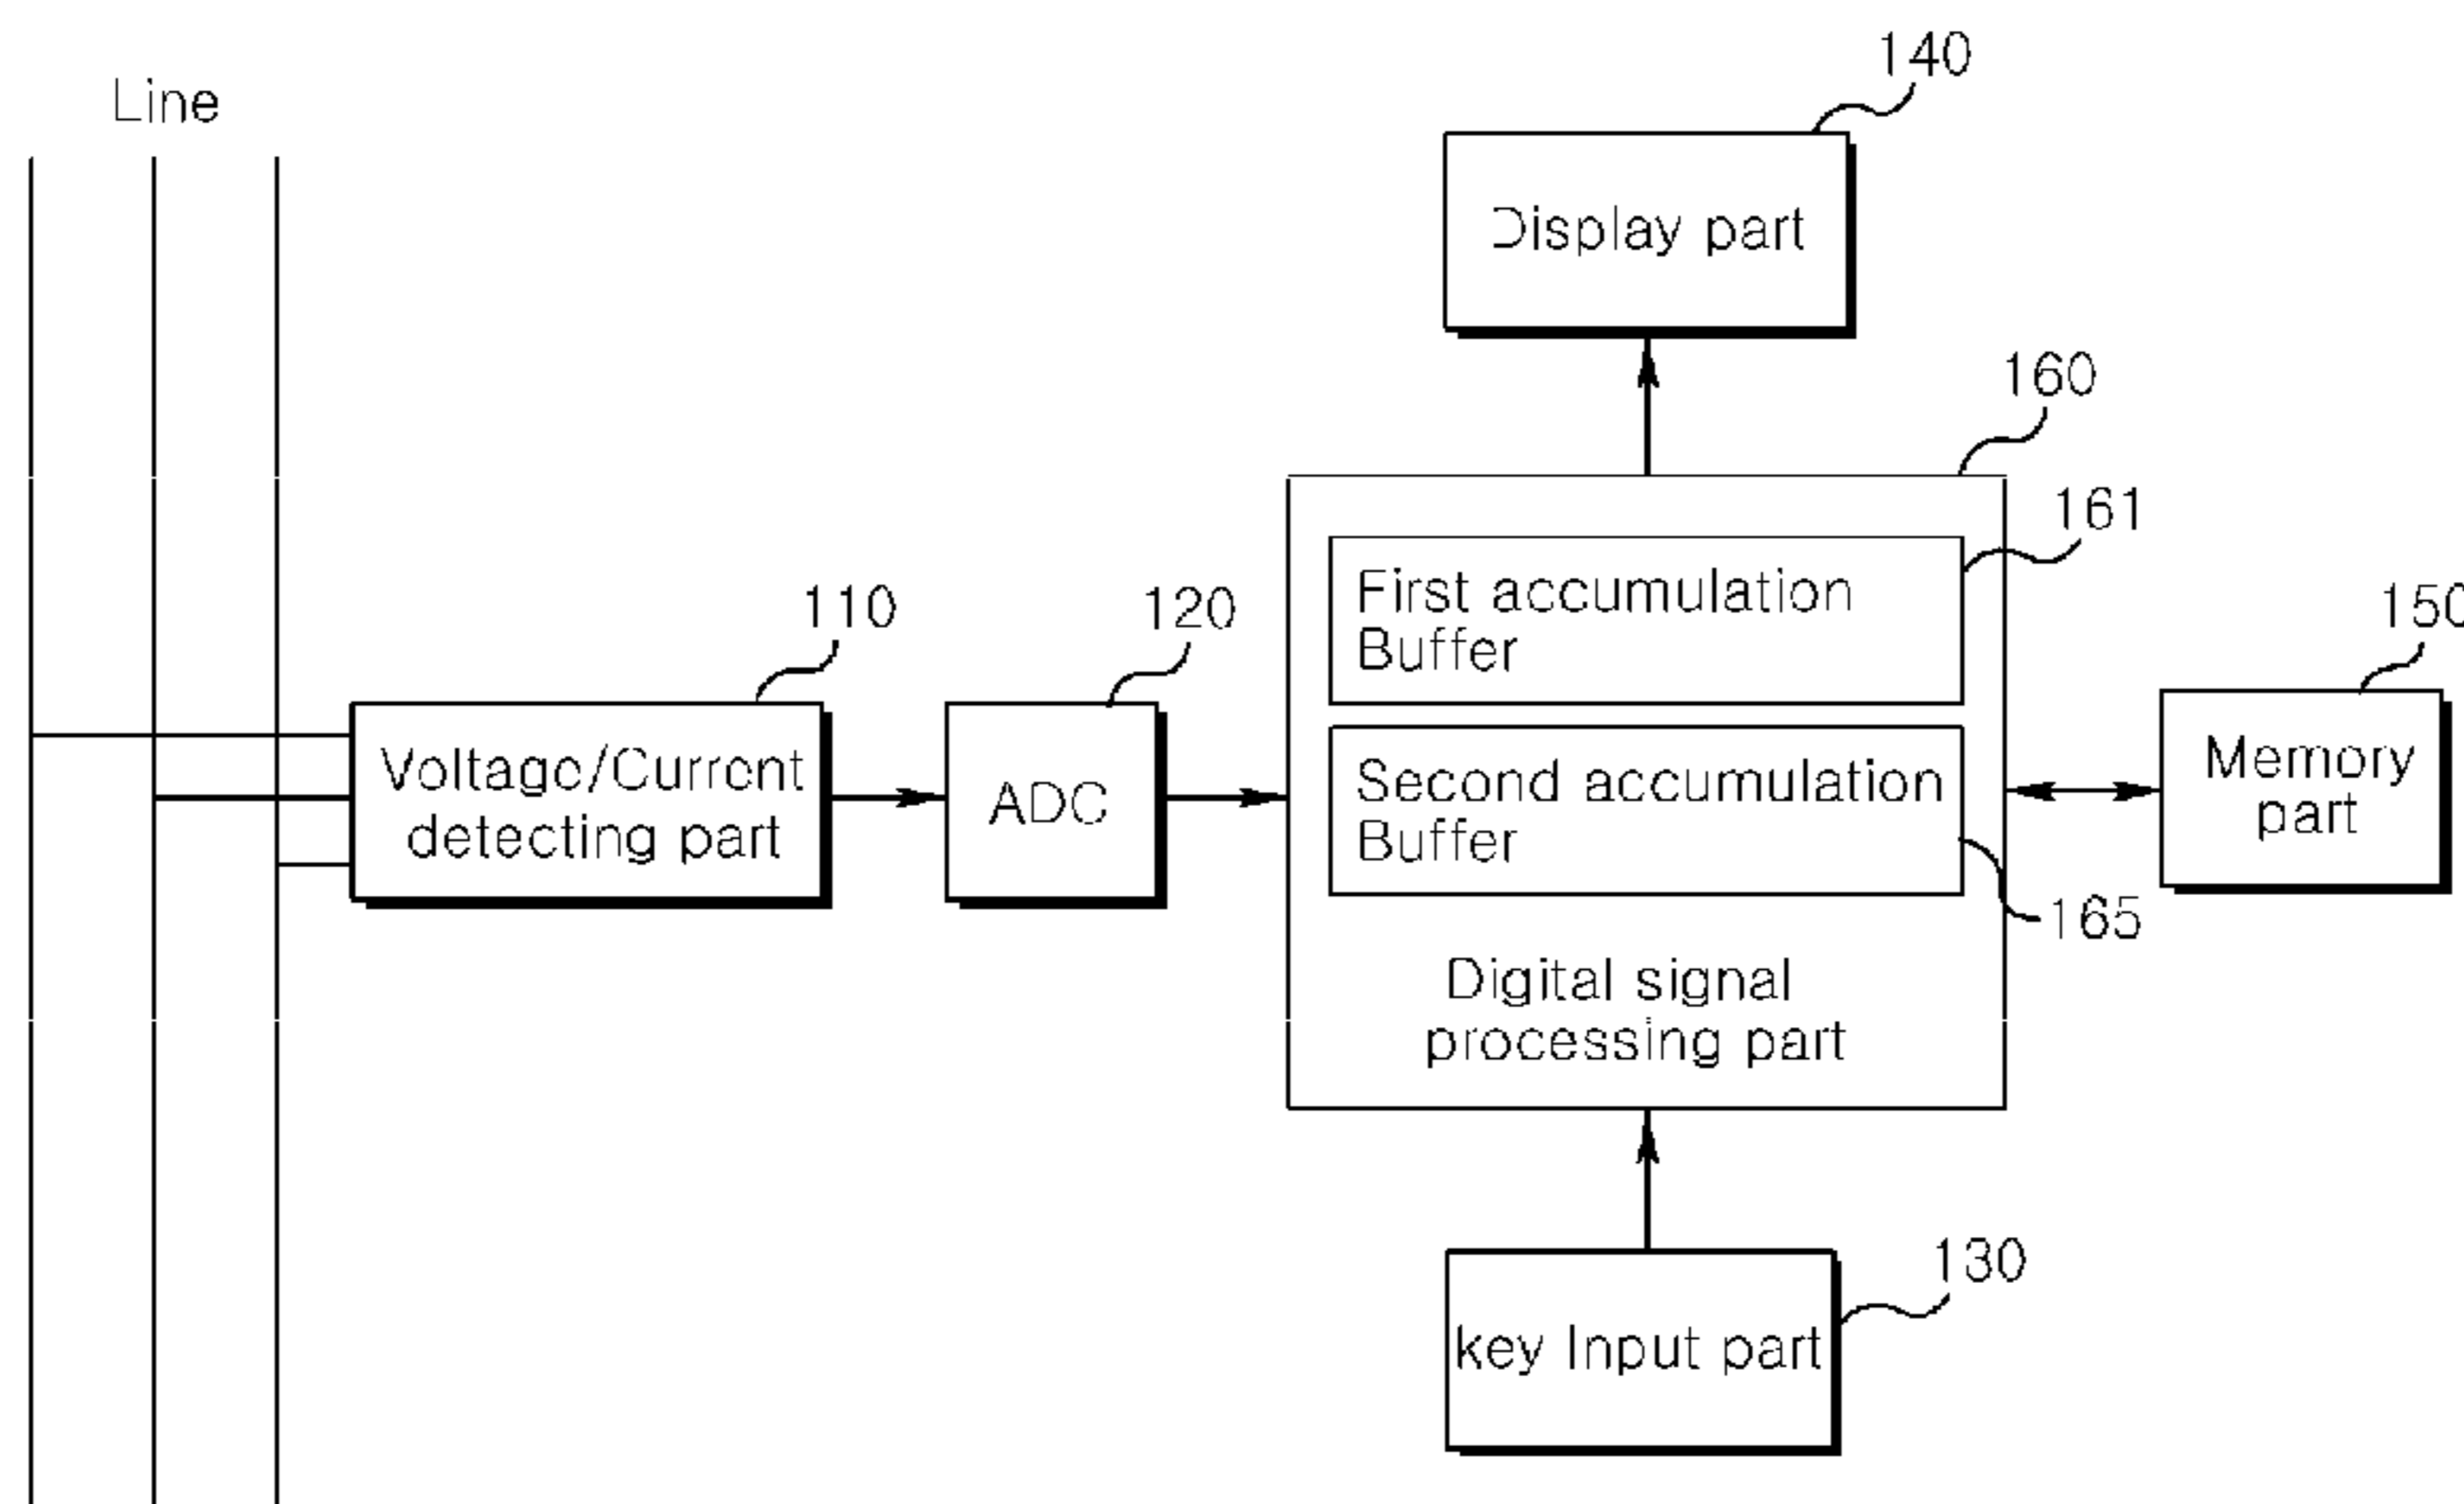 Line
140
Display part
160
161
First accumulation
Buffer
110
120
150
Voltage/Current
detecting part
ADC
Second accumulation
Buffer
Memory
part
165
Digital signal
processing part
130
key Input part